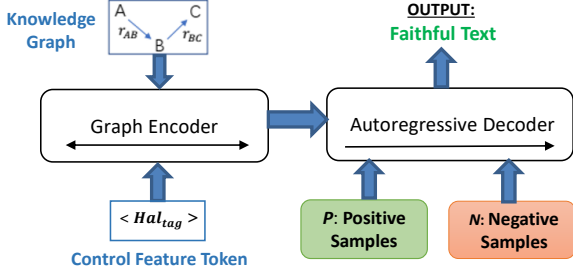 Knowledge
Graph
A
C
r_AB
r_BC
B
OUTPUT:
Faithful Text
Graph Encoder
Autoregressive Decoder
< Hal_tag >
Control Feature Token
P: Positive
Samples
N: Negative
Samples